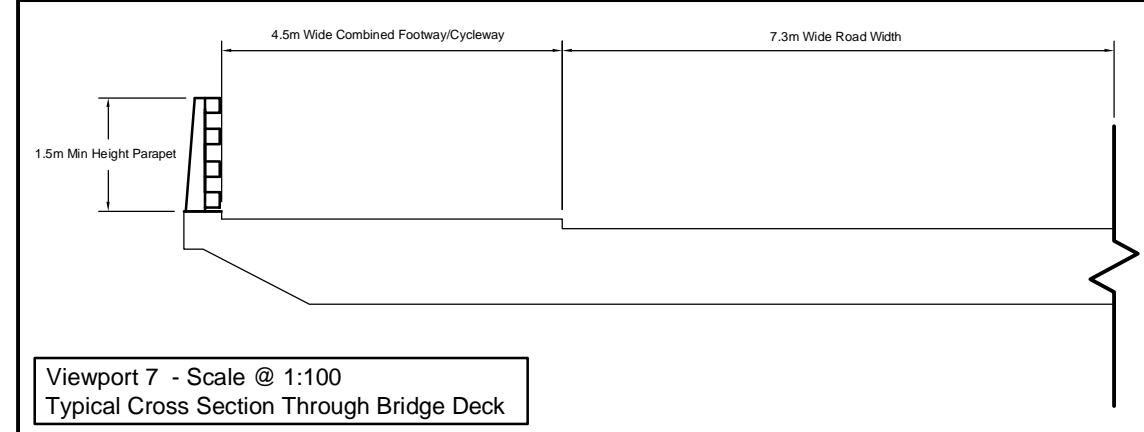 4.5m Wide Combined Footway/Cycleway
7.3m Wide Road Width
1.5m Min Height Parapet
Viewport 7 - Scale @ 1:100
Typical Cross Section Through Bridge Deck